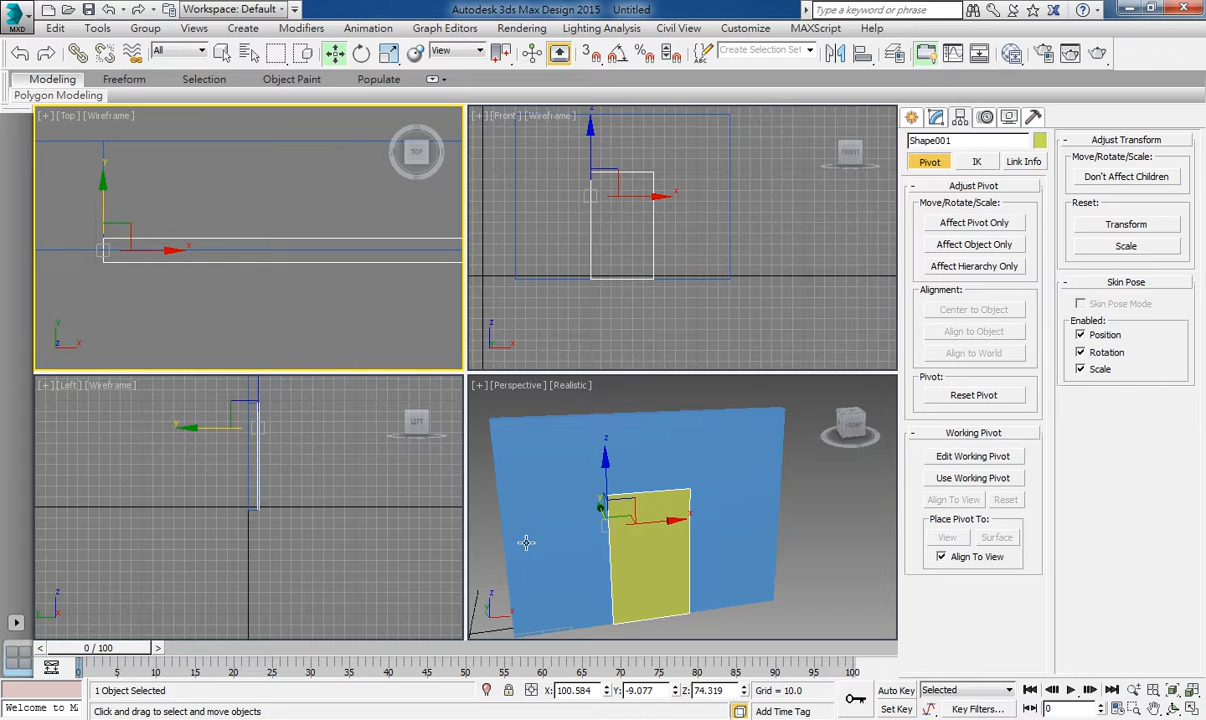 Workspace: Default
Autodesk 3ds Max Design 2015 Untitled
Type a keyword or phrase
MXD
Edit Tools Group Views Create Modifiers Animation Graph Editors Rendering Lighting Analysis Civil View Customize MAXScript Help
All View Create Selection Set
Modeling Freeform Selection Object Paint Populate
Polygon Modeling
[+] [Top] [Wireframe]
TOP
[+] [Front] [Wireframe]
FRONT
[+] [Left] [Wireframe]
LEFT
[+] [Perspective] [Realistic]
FRONT
Shape001
Pivot IK Link Info
Adjust Pivot
Move/Rotate/Scale:
Affect Pivot Only
Affect Object Only
Affect Hierarchy Only
Alignment:
Center to Object
Align to Object
Align to World
Pivot:
Reset Pivot
Working Pivot
Edit Working Pivot
Use Working Pivot
Align To View Reset
Place Pivot To:
View Surface
Align To View
Adjust Transform
Move/Rotate/Scale:
Don't Affect Children
Reset:
Transform
Scale
Skin Pose
Skin Pose Mode
Enabled:
Position
Rotation
Scale
< 0 / 100 >
0 5 10 15 20 25 30 35 40 45 50 55 60 65 70 75 80 85 90 95 100
1 Object Selected X: 100.584 Y: -9.077 Z: 74.319 Grid = 10.0 Auto Key Selected
Welcome to Ma Click and drag to select and move objects Add Time Tag Set Key Key Filters... 0